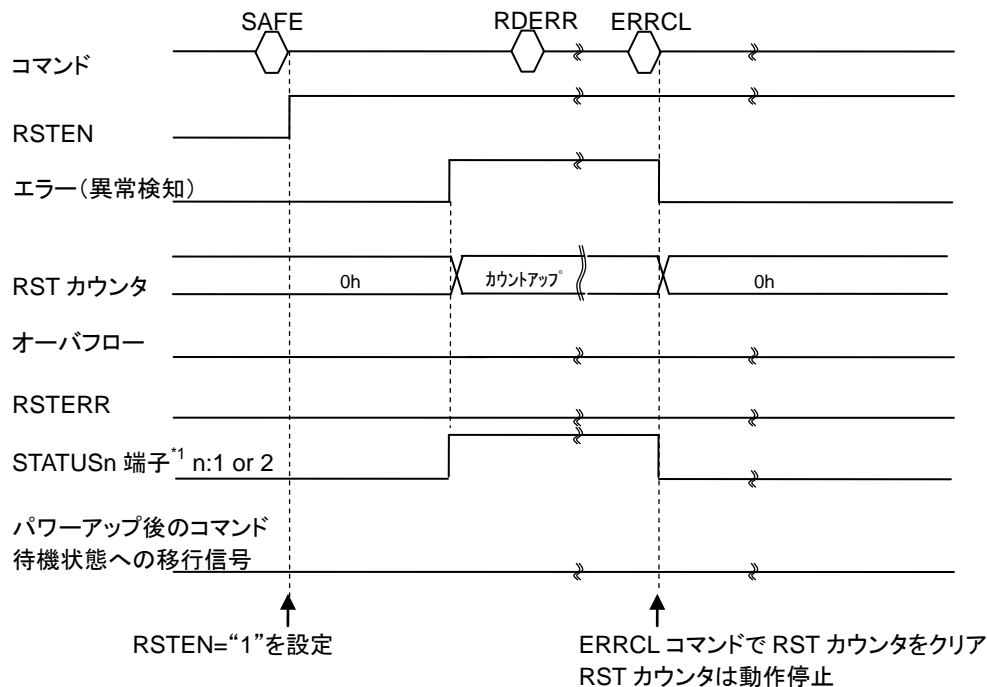 SAFE RDERR ERRCL
コマンド
RSTEN
エラー(異常検知)
RST カウンタ 0h カウントアップ 0h
オーバフロー
RSTERR
STATUSn 端子*1 n:1 or 2
パワーアップ後のコマンド
待機状態への移行信号
RSTEN="1"を設定
ERRCL コマンドで RST カウンタをクリア
RST カウンタは動作停止